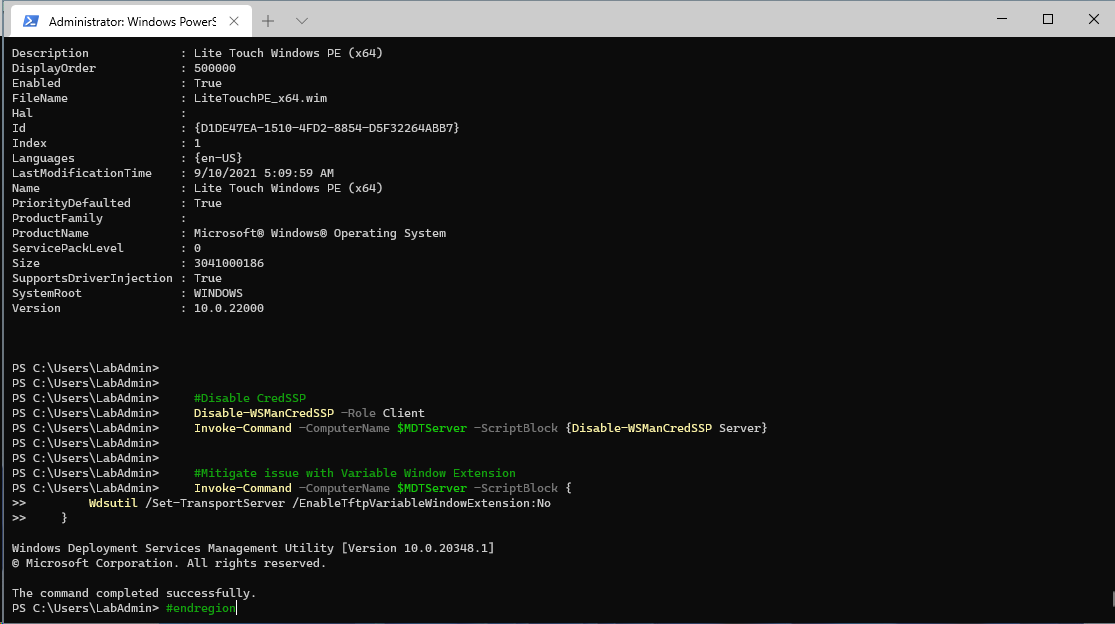 Administrator: Windows PowerS
Description : Lite Touch Windows PE (x64)
DisplayOrder : 500000
Enabled : True
FileName : LiteTouchPE_x64.wim
Hal :
Id : {D1DE47EA-1510-4FD2-8854-D5F32264ABB7}
Index : 1
Languages : {en-US}
LastModificationTime : 9/10/2021 5:09:59 AM
Name : Lite Touch Windows PE (x64)
PriorityDefaulted : True
ProductFamily :
ProductName : Microsoft® Windows® Operating System
ServicePackLevel : 0
Size : 3041000186
SupportsDriverInjection : True
SystemRoot : WINDOWS
Version : 10.0.22000
PS C:\Users\LabAdmin>
PS C:\Users\LabAdmin>
PS C:\Users\LabAdmin> #Disable CredSSP
PS C:\Users\LabAdmin> Disable-WSManCredSSP -Role Client
PS C:\Users\LabAdmin> Invoke-Command -ComputerName $MDTServer -ScriptBlock {Disable-WSManCredSSP Server}
PS C:\Users\LabAdmin>
PS C:\Users\LabAdmin>
PS C:\Users\LabAdmin> #Mitigate issue with Variable Window Extension
PS C:\Users\LabAdmin> Invoke-Command -ComputerName $MDTServer -ScriptBlock {
>> Wdsutil /Set-TransportServer /EnableTftpVariableWindowExtension:No
>> }
Windows Deployment Services Management Utility [Version 10.0.20348.1]
© Microsoft Corporation. All rights reserved.
The command completed successfully.
PS C:\Users\LabAdmin> #endregion